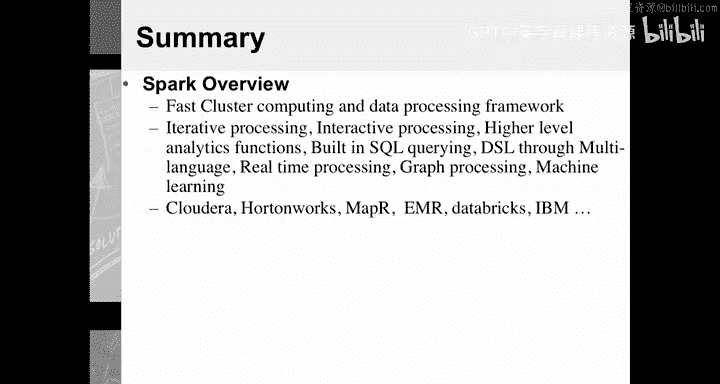 Summary
• Spark Overview
– Fast Cluster computing and data processing framework
– Iterative processing, Interactive processing, Higher level
analytics functions, Built in SQL querying, DSL through Multi-
language, Real time processing, Graph processing, Machine
learning
– Cloudera, Hortonworks, MapR, EMR, databricks, IBM …
bilibili